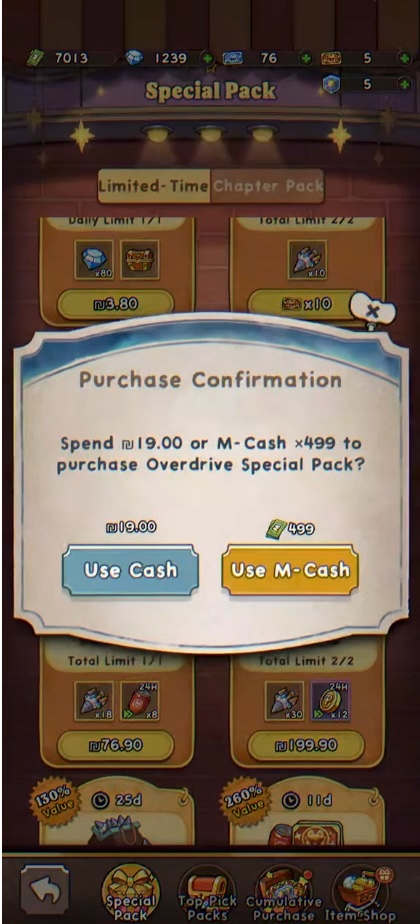 7013
1239
76
5
5
Special Pack
Limited-Time
Chapter Pack
Daily Limit 1/1
Total Limit 2/2
x80
x10
₪3.80
x10
Purchase Confirmation
Spend ₪19.00 or M-Cash ×499 to
purchase Overdrive Special Pack?
₪19.00
499
Use Cash
Use M-Cash
Total Limit 1/1
Total Limit 2/2
x18
24H
x8
x30
24H
x12
₪76.90
₪199.90
130%
Value
25d
260%
Value
11d
Special
Pack
Top Pick
Packs
Cumulative
Purchase
Item Shop